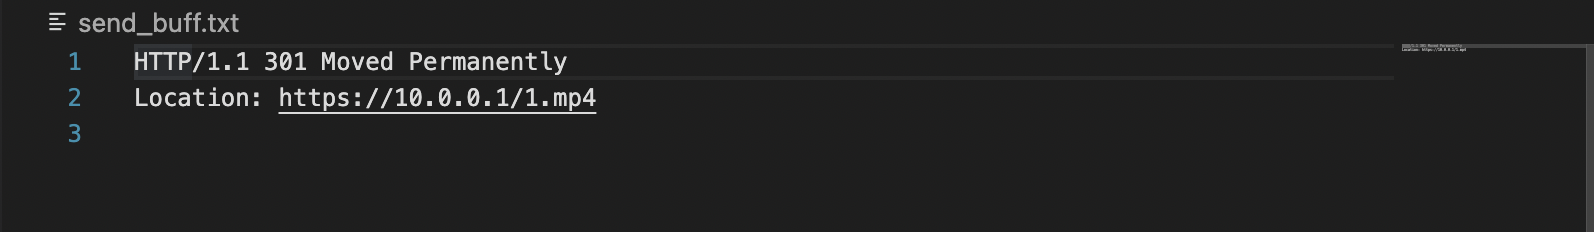 send_buff.txt
1 HTTP/1.1 301 Moved Permanently
2 Location: https://10.0.0.1/1.mp4
3